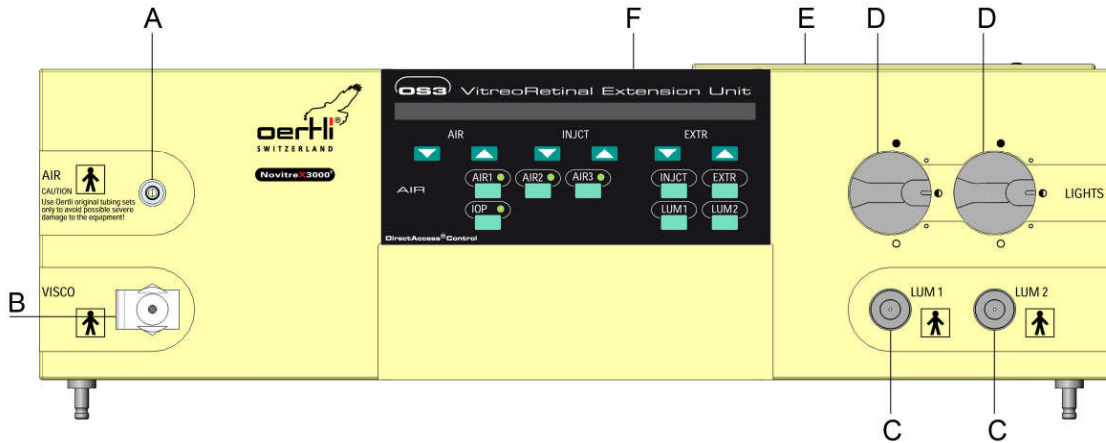 A
F
E
D
D
OS3 VitreoRetinal Extension Unit
oertli
SWITZERLAND
NovitreX3000®
AIR
CAUTION
Use Oertli original tubing sets
only to avoid possible severe
damage to the equipment!
AIR INJCT EXTR
AIR1 AIR2 AIR3 INJCT EXTR
AIR
IOP LUM1 LUM2
DirectAccess®Control
LIGHTS
VISCO
B
LUM 1
LUM 2
C
C